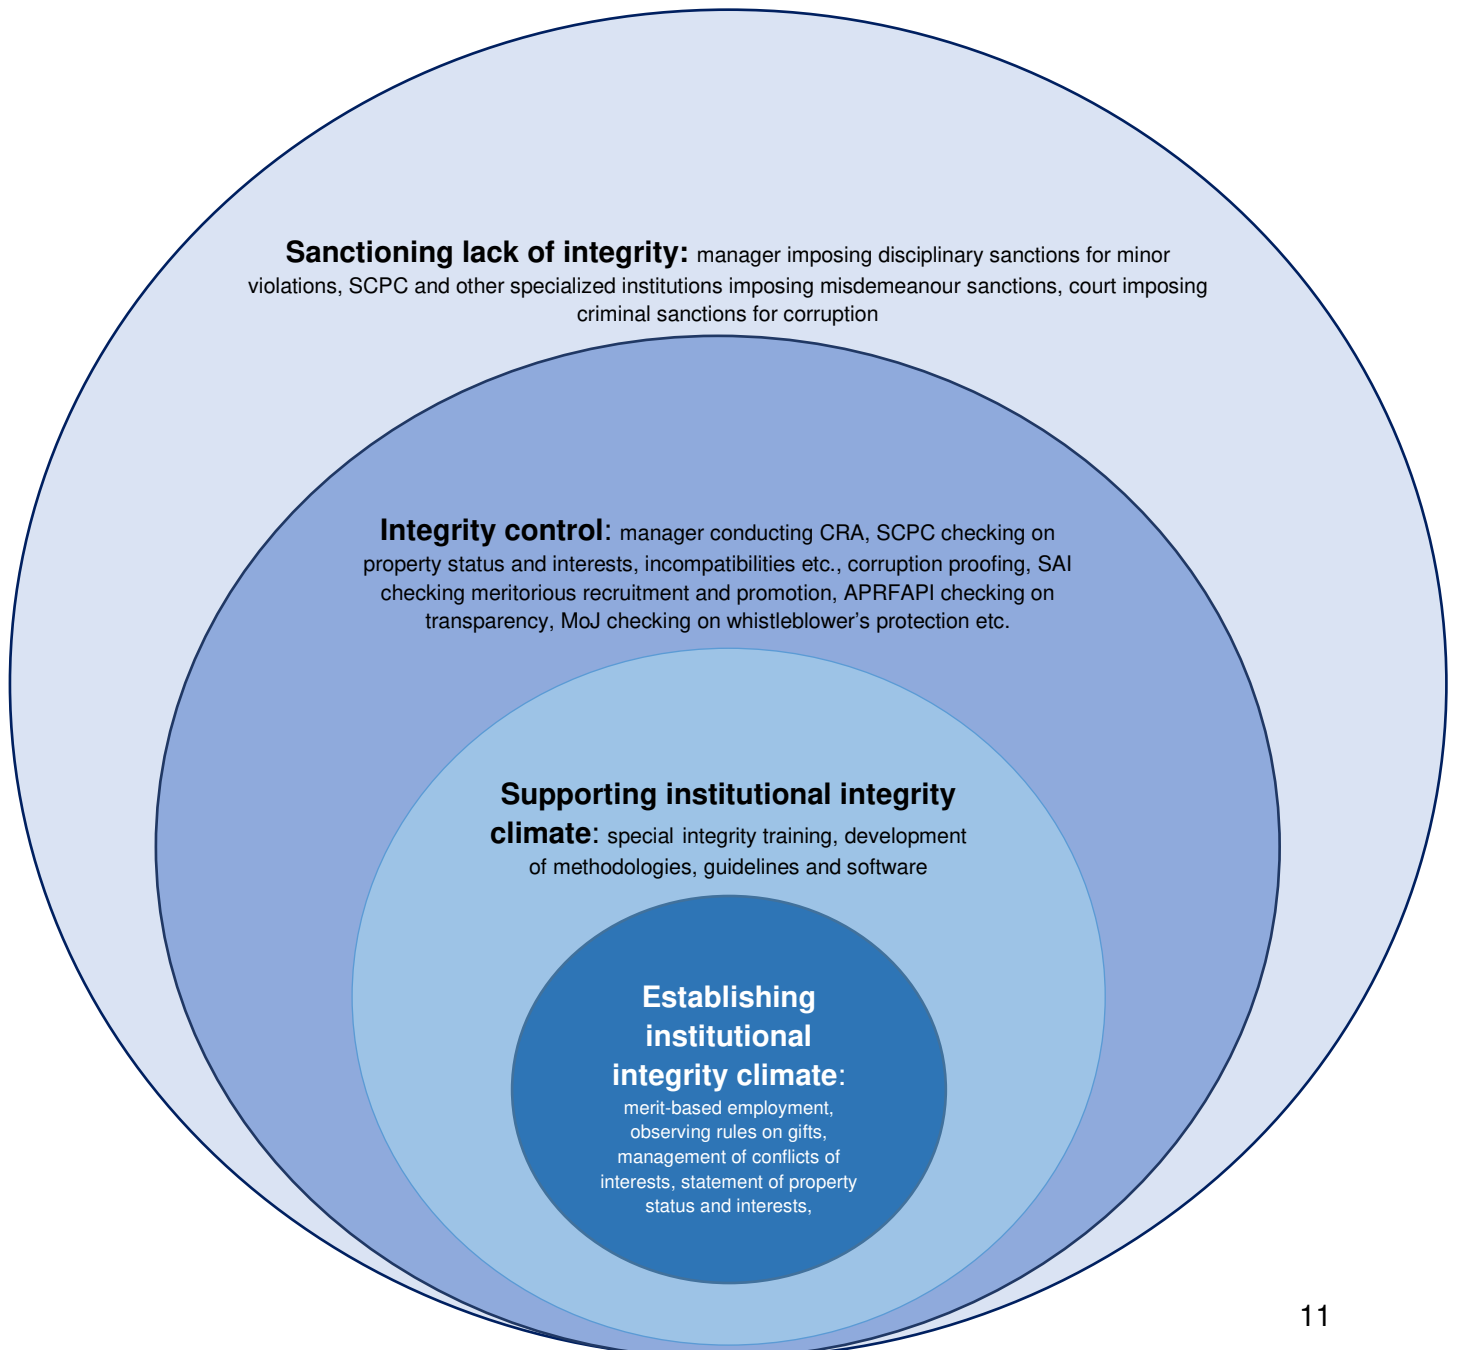 Sanctioning lack of integrity: manager imposing disciplinary sanctions for minor
violations, SCPC and other specialized institutions imposing misdemeanour sanctions, court imposing
criminal sanctions for corruption
Integrity control: manager conducting CRA, SCPC checking on
property status and interests, incompatibilities etc., corruption proofing, SAI
checking meritorious recruitment and promotion, APRFAPI checking on
transparency, MoJ checking on whistleblower's protection etc.
Supporting institutional integrity
climate: special integrity training, development
of methodologies, guidelines and software
Establishing
institutional
integrity climate:
merit-based employment,
observing rules on gifts,
management of conflicts of
interests, statement of property
status and interests,
11